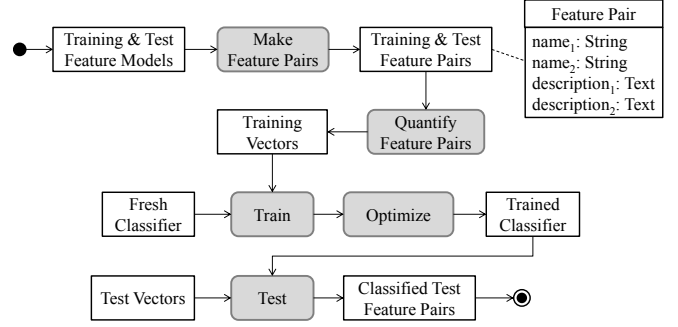 Training & Test
Feature Models
Make
Feature Pairs
Training & Test
Feature Pairs
Feature Pair
name₁: String
name₂: String
description₁: Text
description₂: Text
Training
Vectors
Quantify
Feature Pairs
Fresh
Classifier
Train
Optimize
Trained
Classifier
Test Vectors
Test
Classified Test
Feature Pairs